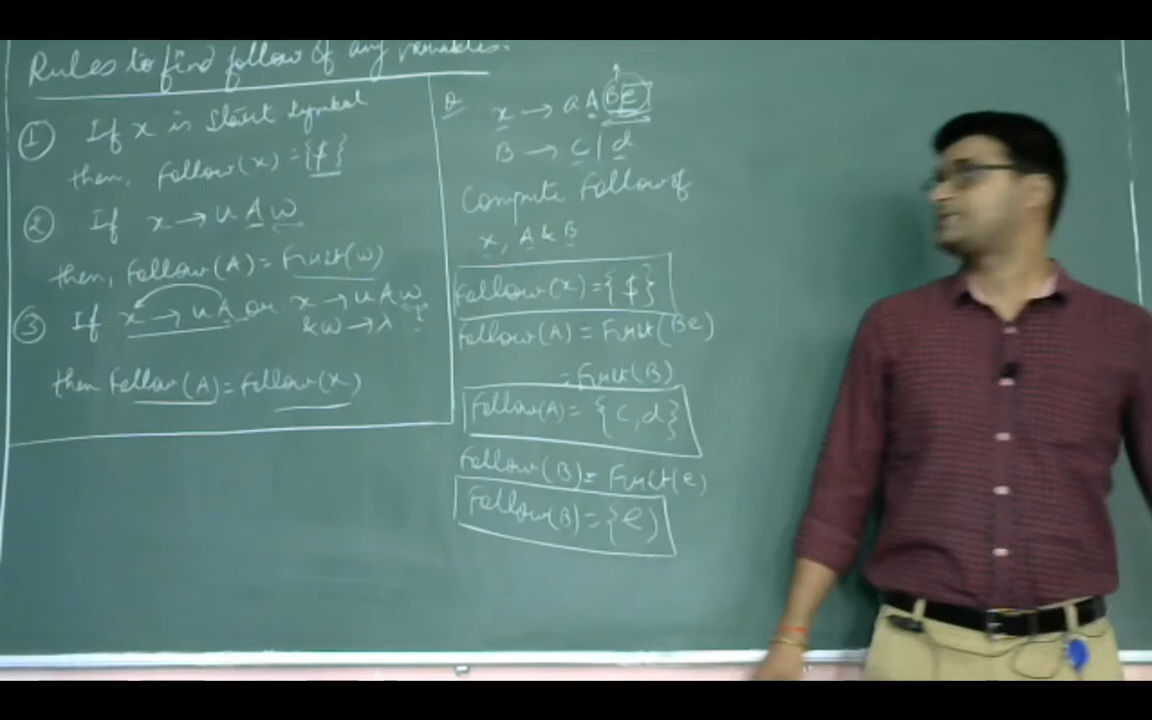 Rules to find follow of any variables.
① If x is start symbol
then, Follow(x) = {$}
② If x → u A w
then, Follow(A) = First(w)
③ If x → u A or x → u A w
& w → λ
then Follow(A) = Follow(x)
Q x → a A B e
B → c | d
Compute Follow of
x, A & B
Follow(x) = {$}
Follow(A) = First(Be)
= First(B)
Follow(A) = {c, d}
Follow(B) = First(e)
Follow(B) = {e}